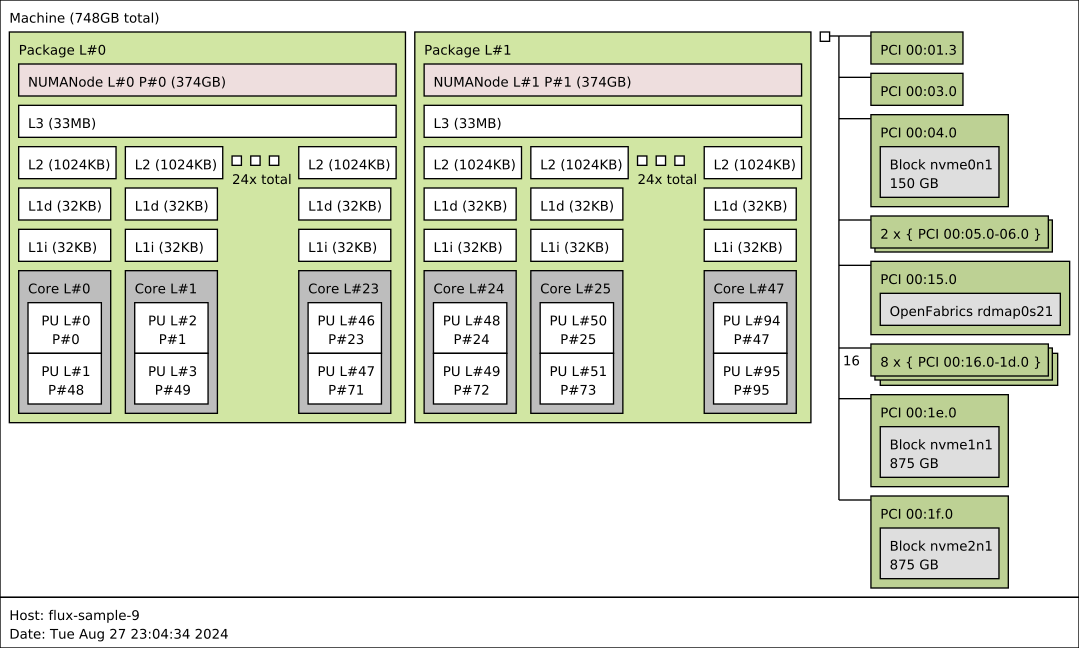 Machine (748GB total)
Package L#0
NUMANode L#0 P#0 (374GB)
L3 (33MB)
L2 (1024KB)
L2 (1024KB)
24x total
L2 (1024KB)
L1d (32KB)
L1d (32KB)
L1d (32KB)
L1i (32KB)
L1i (32KB)
L1i (32KB)
Core L#0
PU L#0
P#0
PU L#1
P#48
Core L#1
PU L#2
P#1
PU L#3
P#49
Core L#23
PU L#46
P#23
PU L#47
P#71
Package L#1
NUMANode L#1 P#1 (374GB)
L3 (33MB)
L2 (1024KB)
L2 (1024KB)
24x total
L2 (1024KB)
L1d (32KB)
L1d (32KB)
L1d (32KB)
L1i (32KB)
L1i (32KB)
L1i (32KB)
Core L#24
PU L#48
P#24
PU L#49
P#72
Core L#25
PU L#50
P#25
PU L#51
P#73
Core L#47
PU L#94
P#47
PU L#95
P#95
PCI 00:01.3
PCI 00:03.0
PCI 00:04.0
Block nvme0n1
150 GB
2 x { PCI 00:05.0-06.0 }
PCI 00:15.0
OpenFabrics rdmap0s21
16
8 x { PCI 00:16.0-1d.0 }
PCI 00:1e.0
Block nvme1n1
875 GB
PCI 00:1f.0
Block nvme2n1
875 GB
Host: flux-sample-9
Date: Tue Aug 27 23:04:34 2024